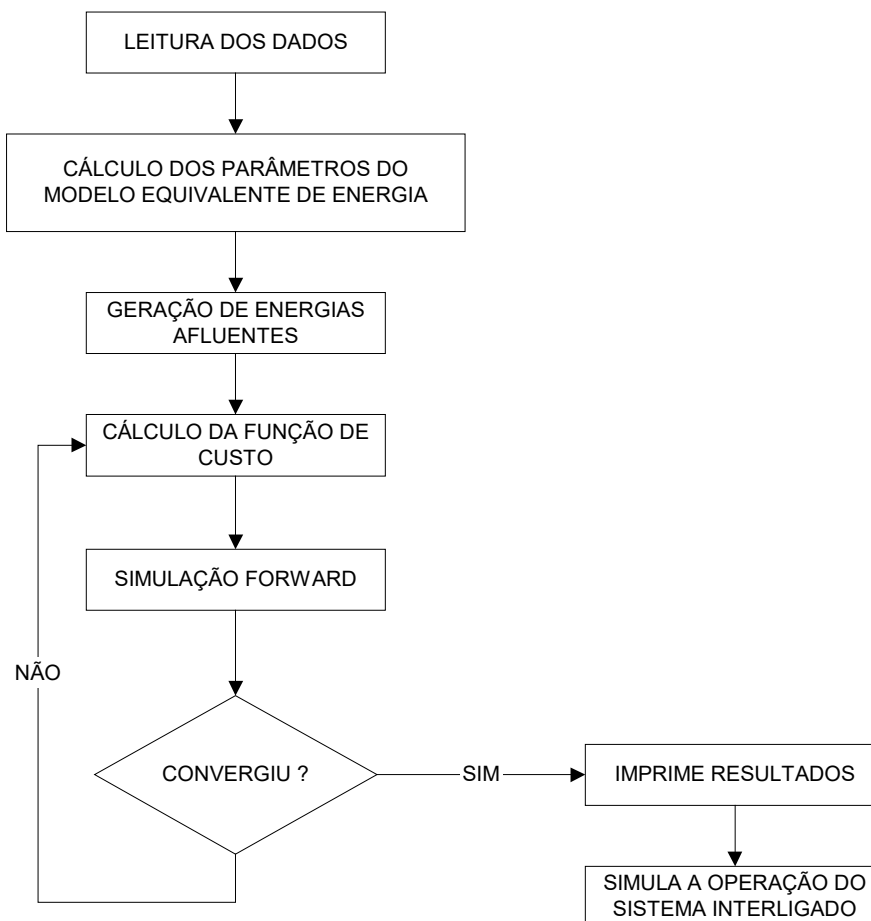 LEITURA DOS DADOS
CÁLCULO DOS PARÂMETROS DO
MODELO EQUIVALENTE DE ENERGIA
GERAÇÃO DE ENERGIAS
AFLUENTES
CÁLCULO DA FUNÇÃO DE
CUSTO
SIMULAÇÃO FORWARD
NÃO
CONVERGIU ?
SIM
IMPRIME RESULTADOS
SIMULA A OPERAÇÃO DO
SISTEMA INTERLIGADO